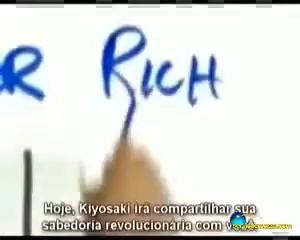 RICH
Hoje, Kiyosaki irá compartilhar sua
sabedoria revolucionária com